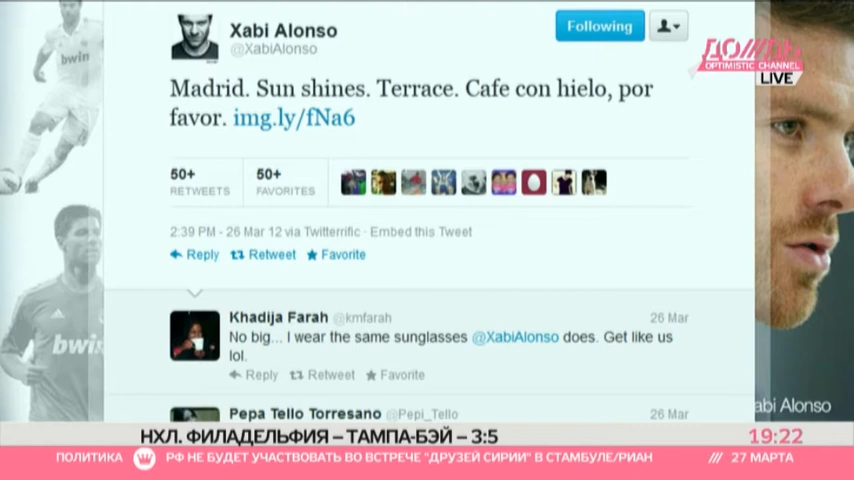 Xabi Alonso
@XabiAlonso
Following
ДОЖДЬ
OPTIMISTIC CHANNEL
LIVE
bwin
Madrid. Sun shines. Terrace. Cafe con hielo, por
favor. img.ly/fNa6
50+
RETWEETS
50+
FAVORITES
2:39 PM - 26 Mar 12 via Twitterrific · Embed this Tweet
Reply Retweet Favorite
Khadija Farah @kmfarah 26 Mar
No big... I wear the same sunglasses @XabiAlonso does. Get like us
lol.
Reply Retweet Favorite
bwin
Pepa Tello Torresano @Pepi_Tello 26 Mar
abi Alonso
НХЛ. ФИЛАДЕЛЬФИЯ – ТАМПА-БЭЙ – 3:5 19:22
ПОЛИТИКА РФ НЕ БУДЕТ УЧАСТВОВАТЬ ВО ВСТРЕЧЕ "ДРУЗЕЙ СИРИИ" В СТАМБУЛЕ/РИАН /// 27 МАРТА